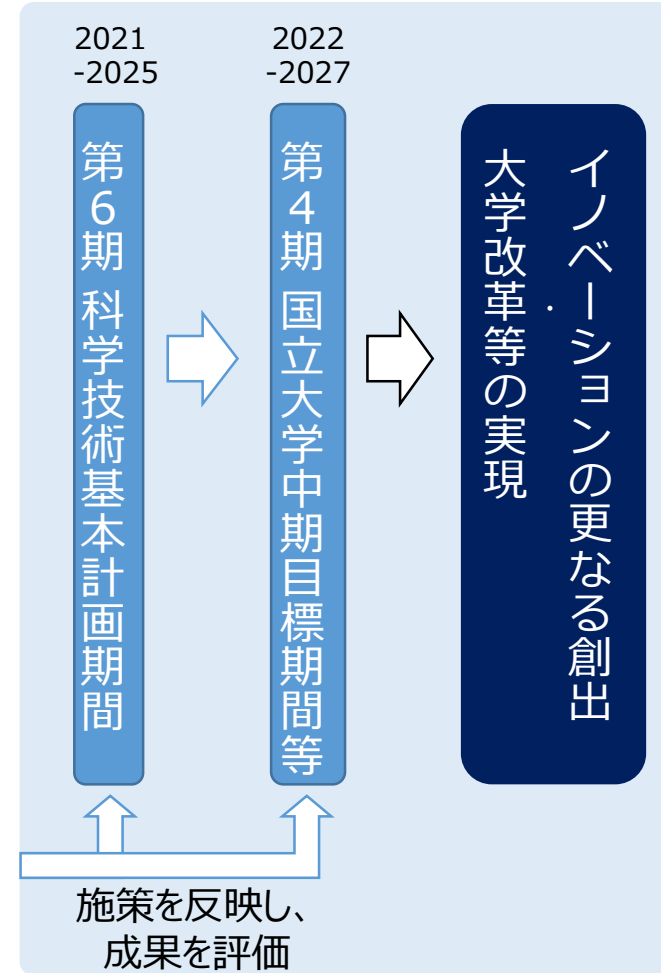 2021
-2025
2022
-2027
第6期 科学技術基本計画期間
第4期 国立大学中期目標期間等
イノベーションの更なる創出
・
大学改革等の実現
施策を反映し、
成果を評価